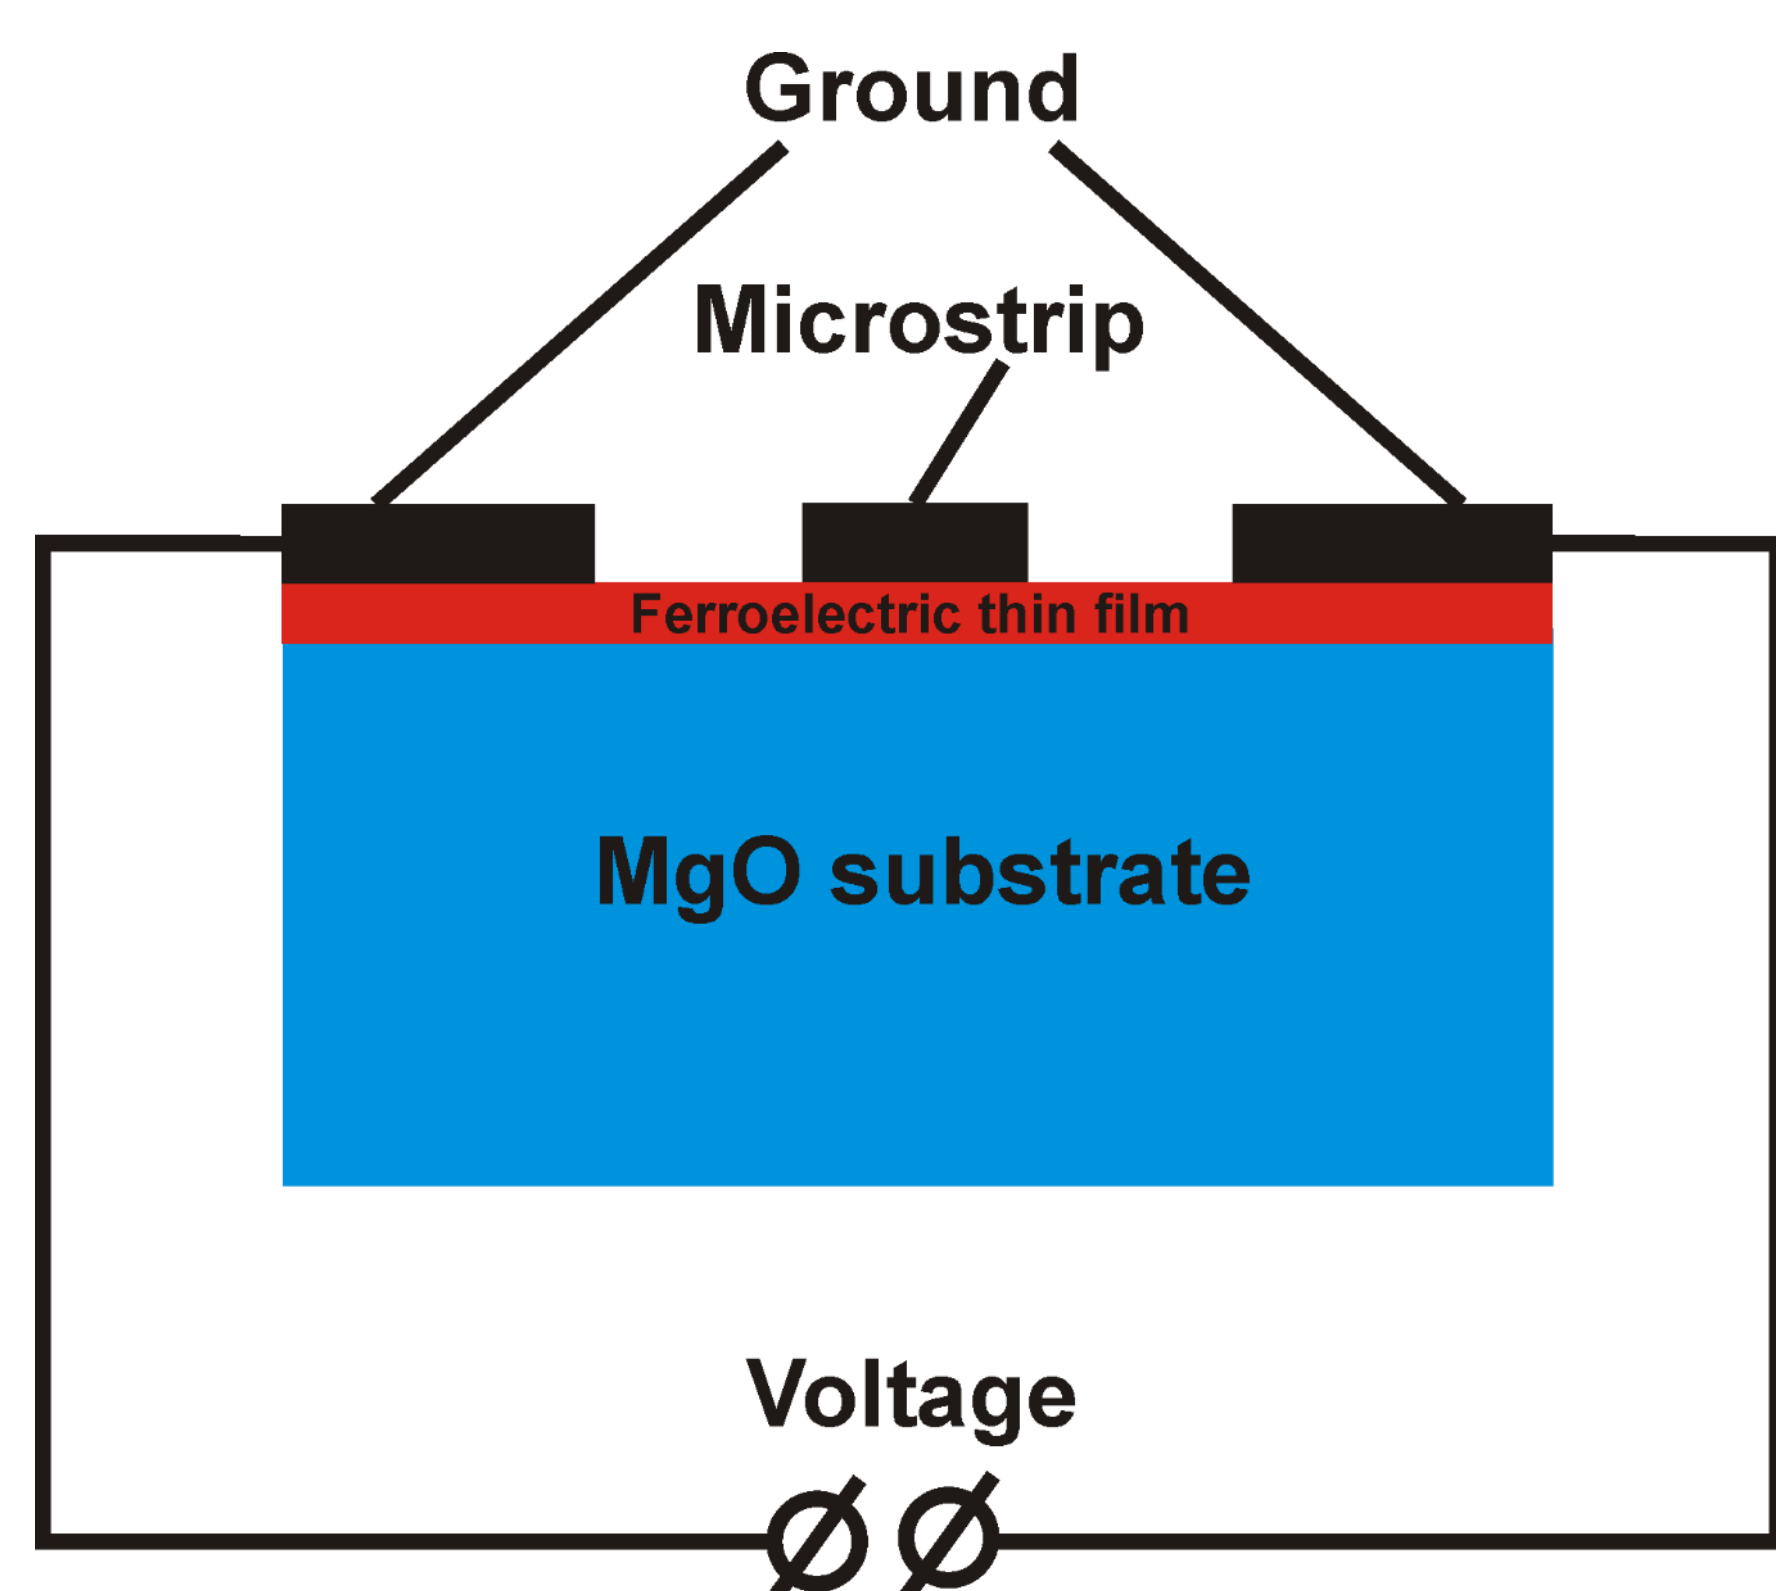 Ground
Microstrip
Ferroelectric thin film
MgO substrate
Voltage